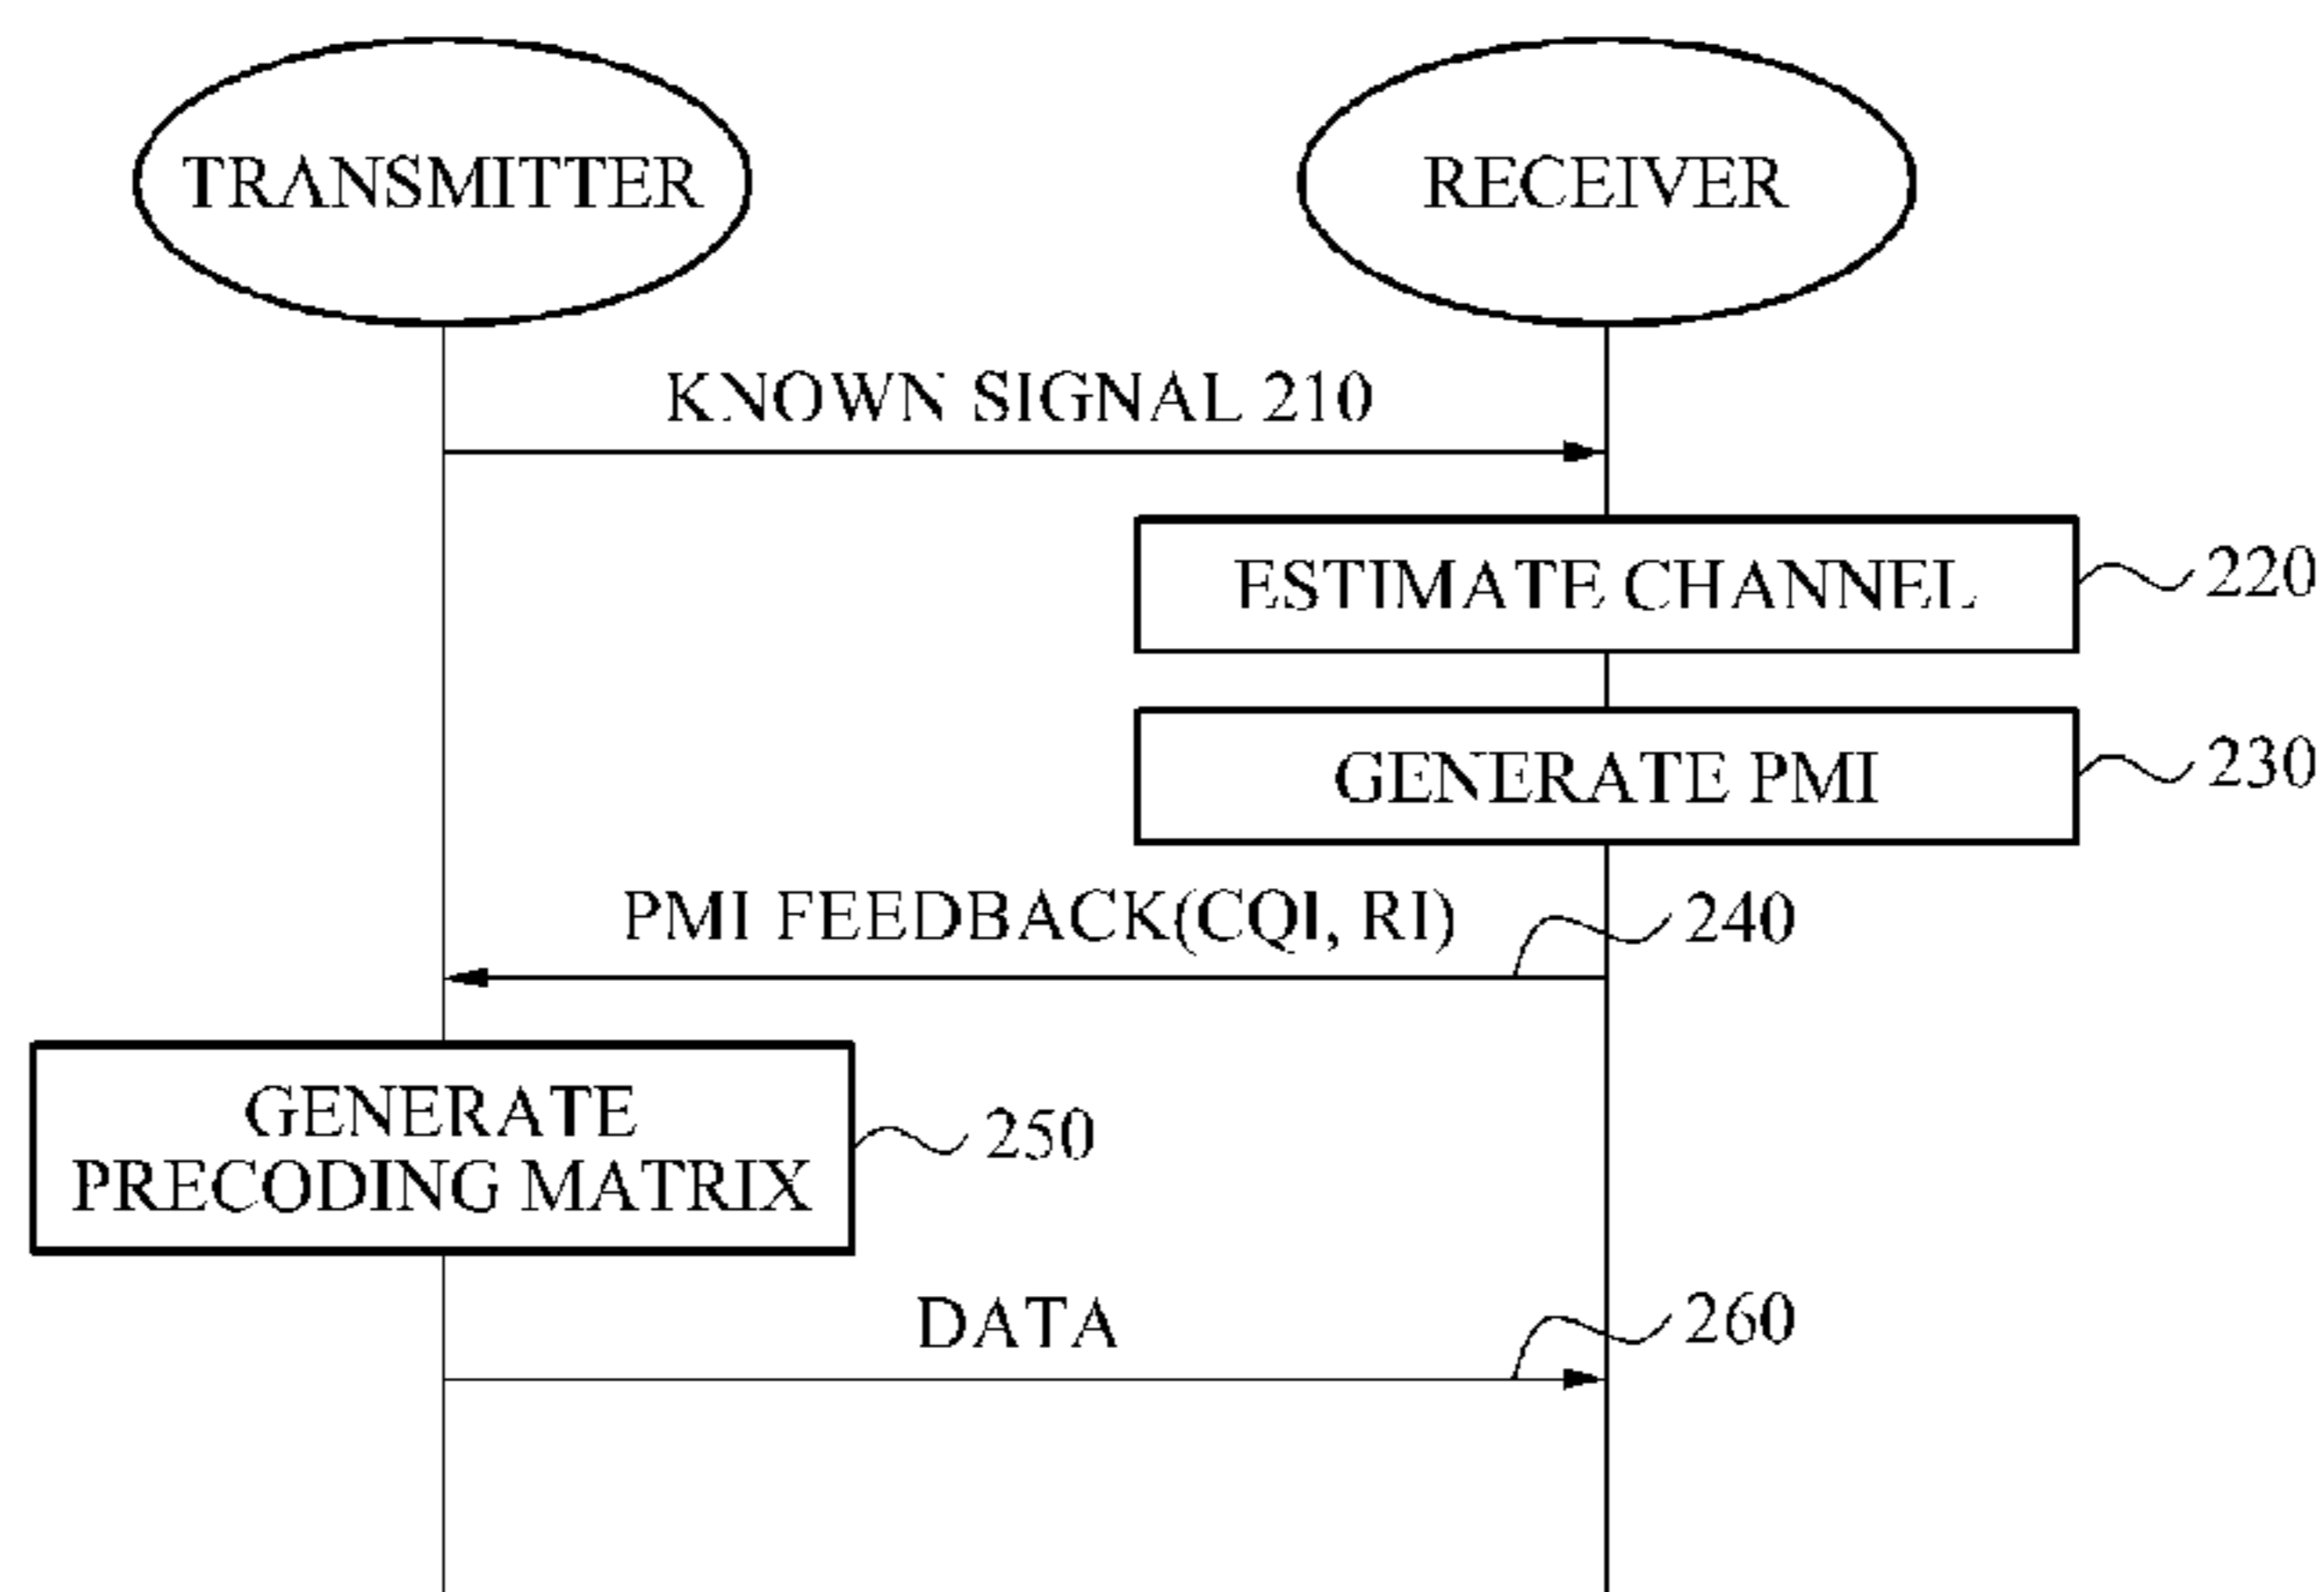 TRANSMITTER
RECEIVER
KNOWN SIGNAL 210
ESTIMATE CHANNEL
220
GENERATE PMI
230
PMI FEEDBACK(CQI, RI)
240
GENERATE
PRECODING MATRIX
250
DATA
260